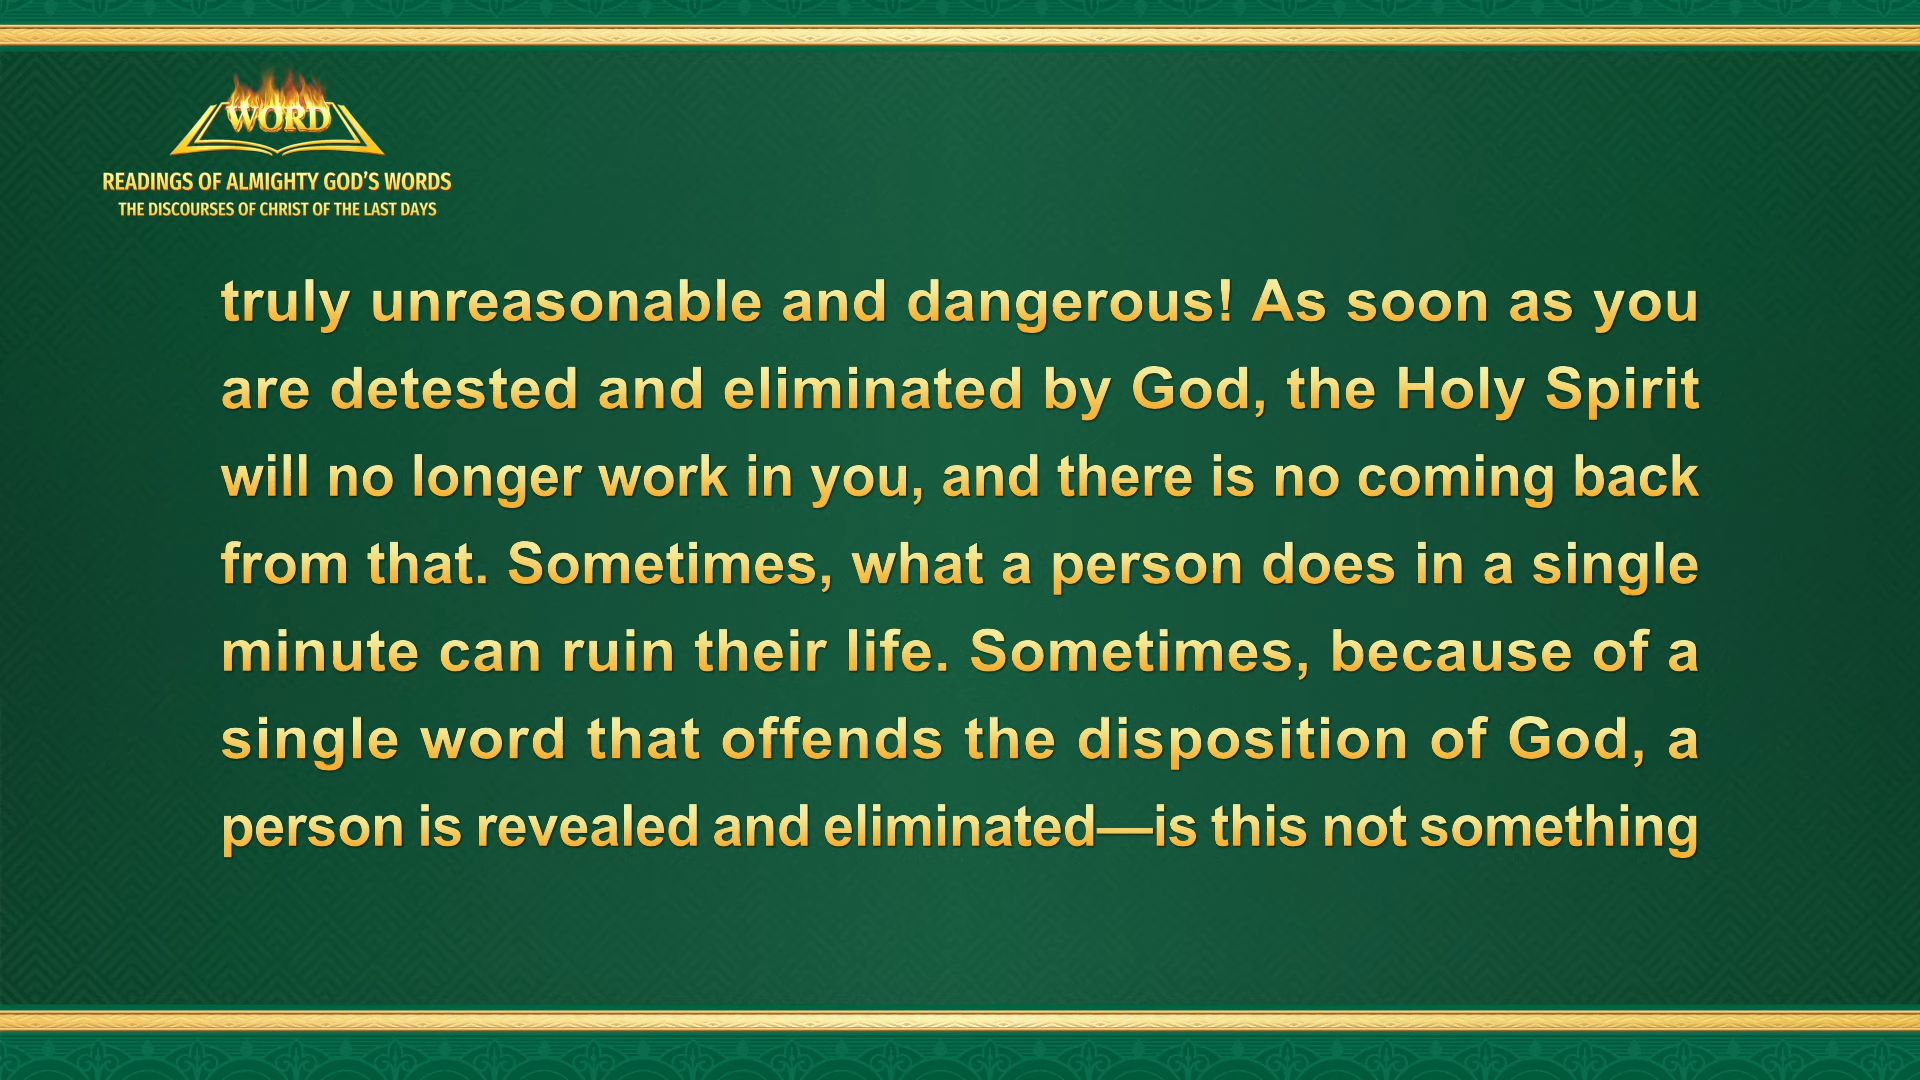 WORD
READINGS OF ALMIGHTY GOD'S WORDS
THE DISCOURSES OF CHRIST OF THE LAST DAYS
truly unreasonable and dangerous! As soon as you
are detested and eliminated by God, the Holy Spirit
will no longer work in you, and there is no coming back
from that. Sometimes, what a person does in a single
minute can ruin their life. Sometimes, because of a
single word that offends the disposition of God, a
person is revealed and eliminated—is this not something